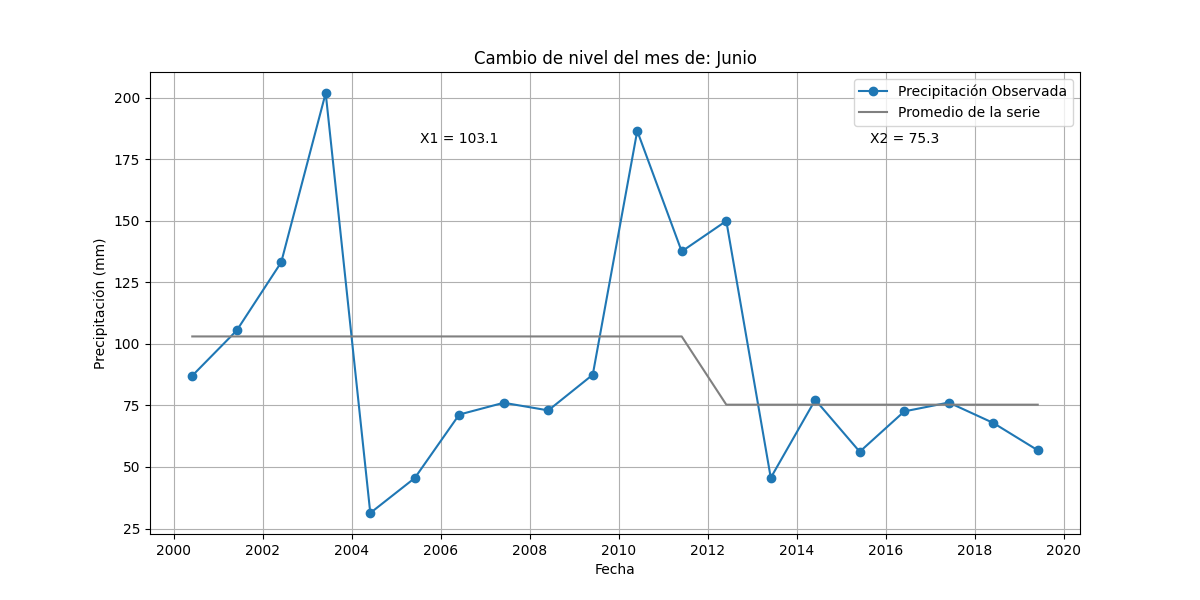 Cambio de nivel del mes de: Junio
Precipitación Observada
Promedio de la serie
X1 = 103.1
X2 = 75.3
Precipitación (mm)
200
175
150
125
100
75
50
25
2000 2002 2004 2006 2008 2010 2012 2014 2016 2018 2020
Fecha